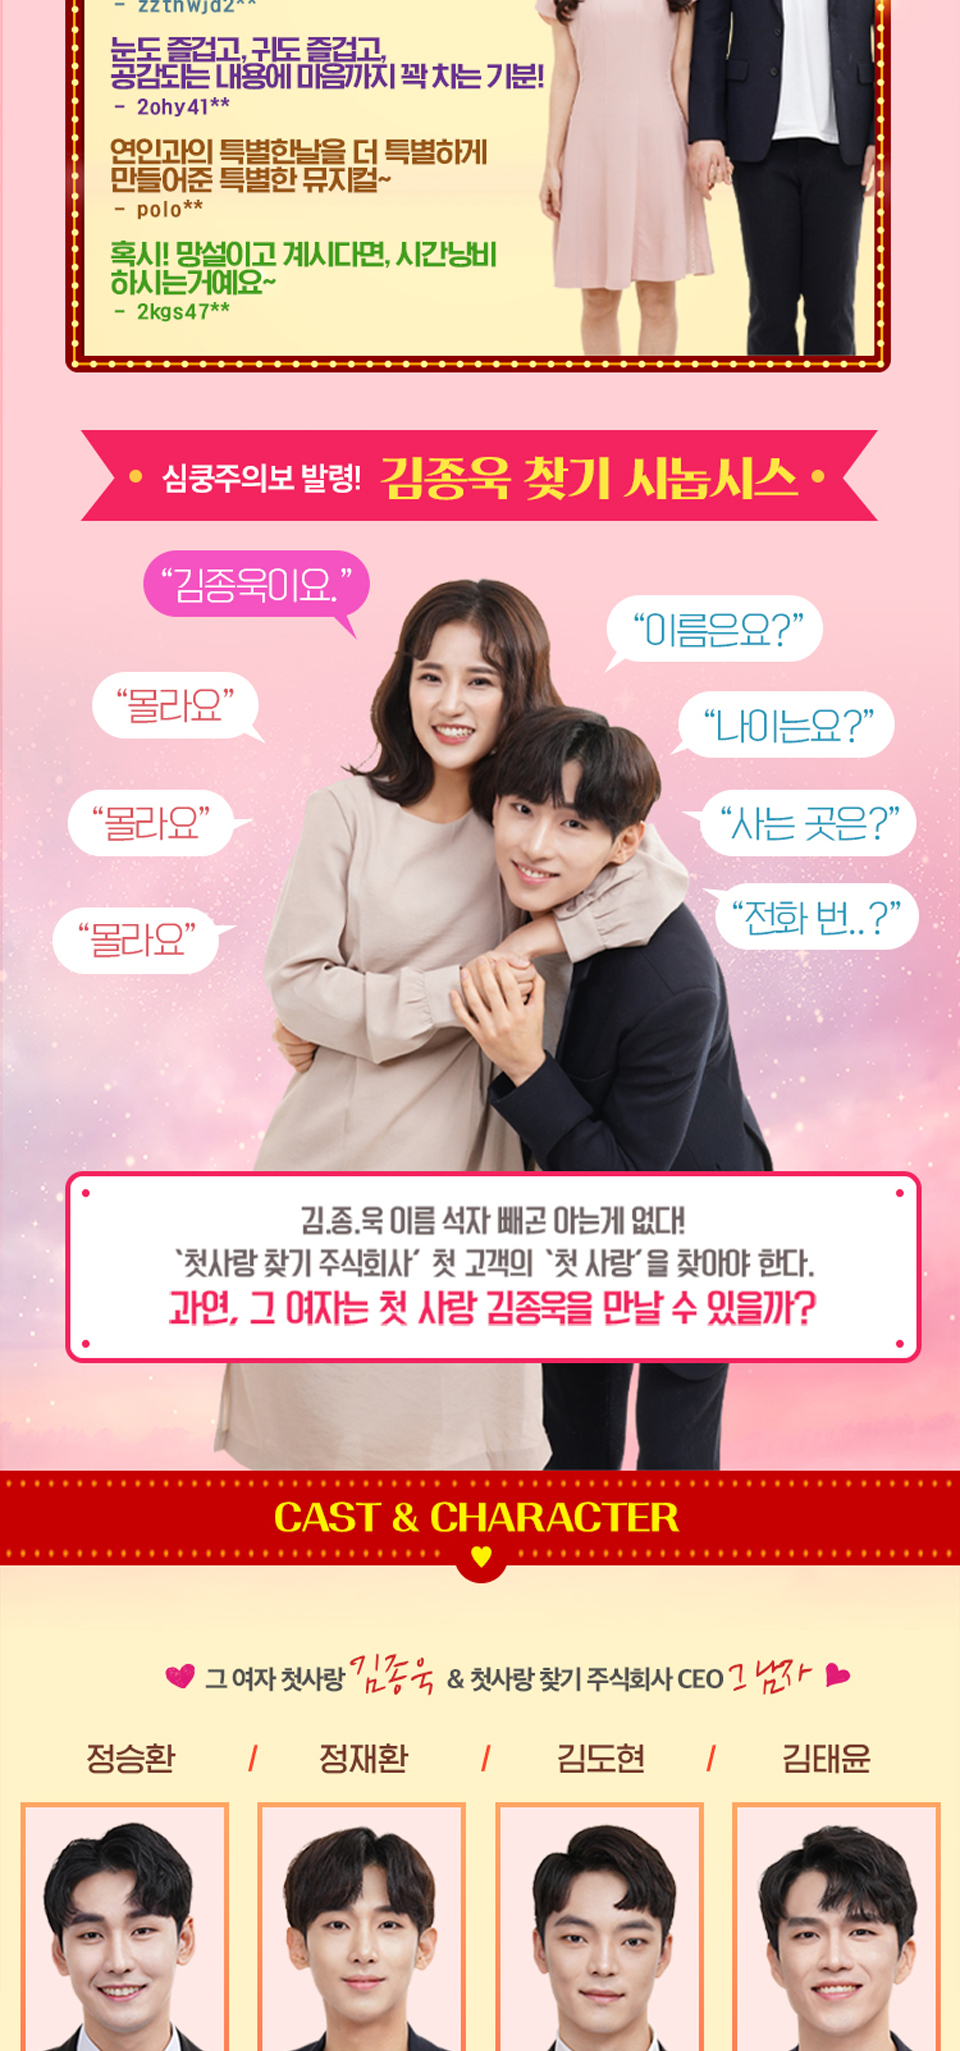 - zzthwjd2**
눈도 즐겁고, 귀도 즐겁고,
공감되는 내용에 마음까지 꽉 차는 기분!
- 2ohy41**
연인과의 특별한날을 더 특별하게
만들어준 특별한 뮤지컬~
- polo**
혹시! 망설이고 계시다면, 시간낭비
하시는거예요~
- 2kgs47**
심쿵주의보 발령! 김종욱 찾기 시놉시스
“김종욱이요.”
“이름은요?”
“몰라요”
“나이는요?”
“몰라요”
“사는 곳은?”
“몰라요”
“전화 번..?”
김.종.욱 이름 석자 빼곤 아는게 없다!
‘첫사랑 찾기 주식회사’ 첫 고객의 ‘첫 사랑’을 찾아야 한다.
과연, 그 여자는 첫 사랑 김종욱을 만날 수 있을까?
CAST & CHARACTER
그 여자 첫사랑 김종욱 & 첫사랑 찾기 주식회사 CEO 그 남자
정승환 / 정재환 / 김도현 / 김태윤